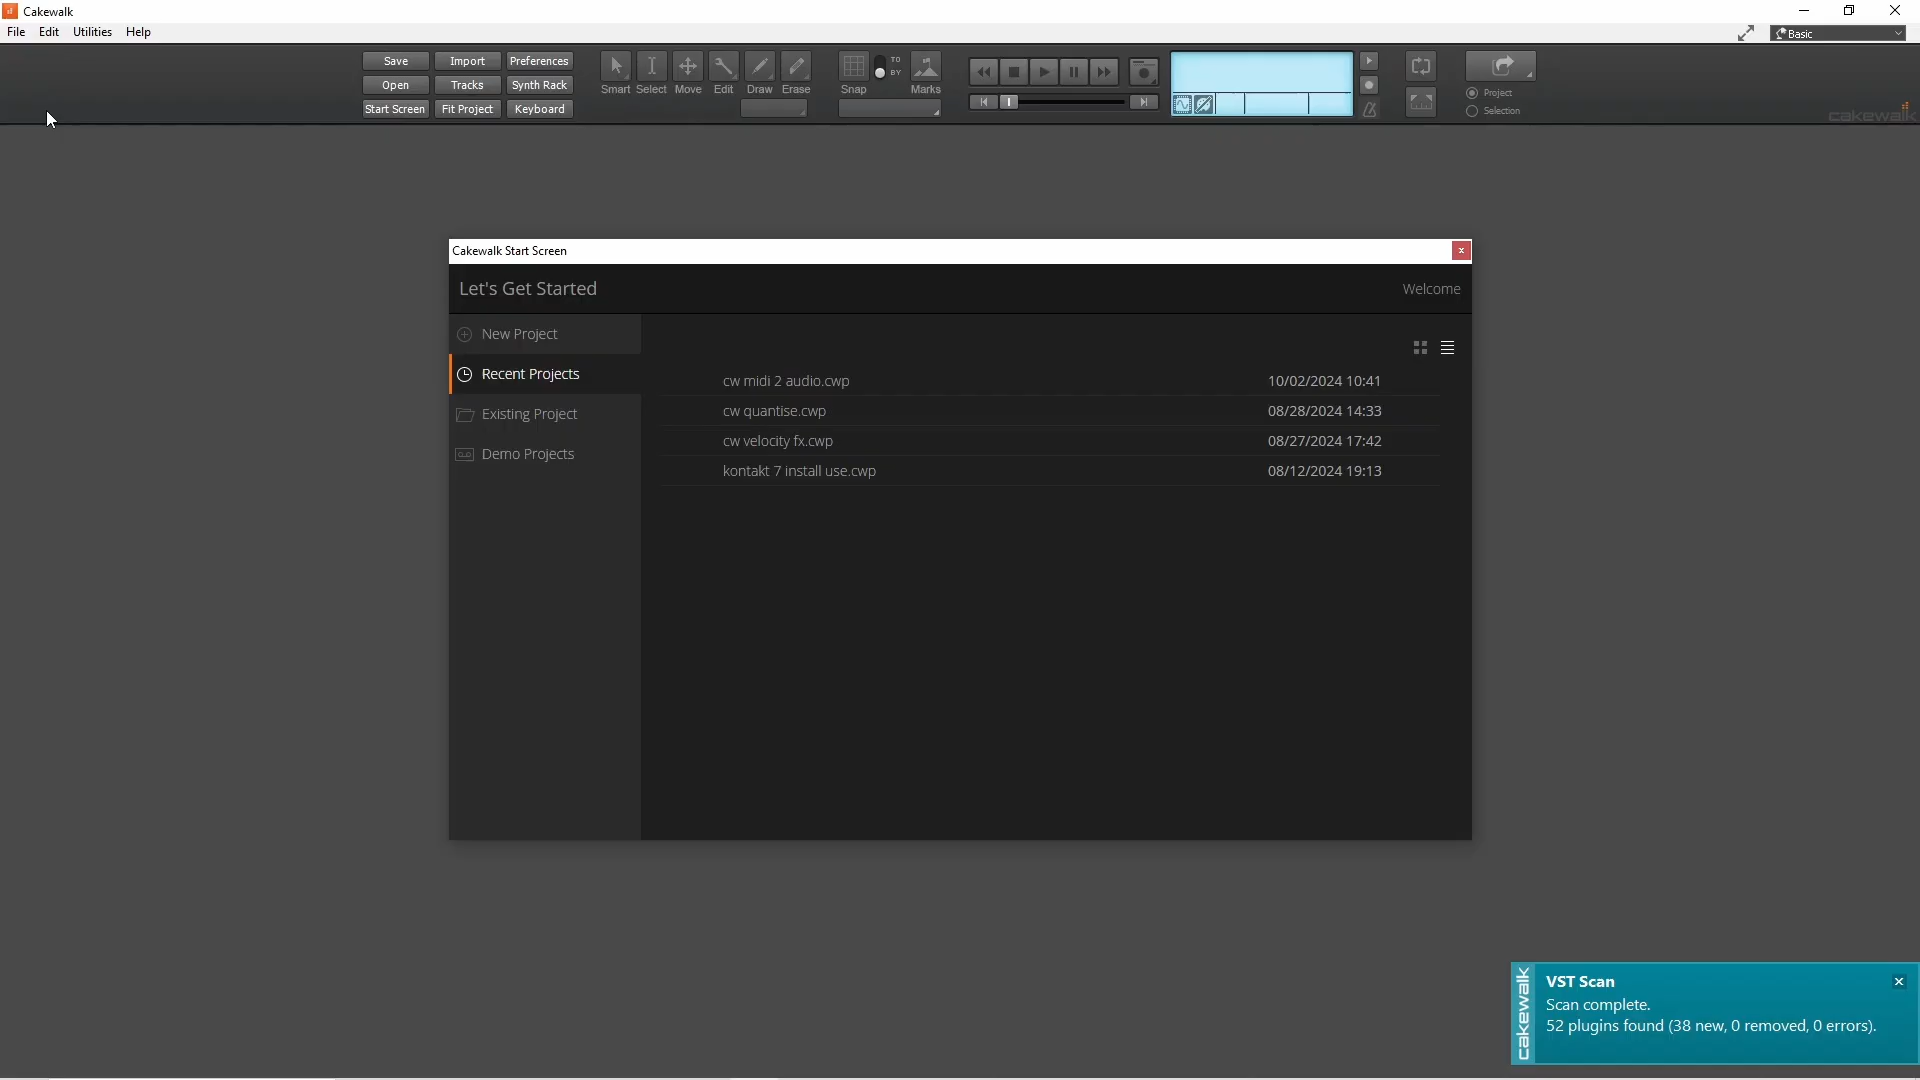 Cakewalk
File Edit Utilities Help
Basic
Save Import Preferences
Open Tracks Synth Rack
Start Screen Fit Project Keyboard
Smart Select Move Edit Draw Erase
Snap TO BY Marks
Project
Selection
cakewalk
Cakewalk Start Screen
Let's Get Started
Welcome
New Project
Recent Projects
Existing Project
Demo Projects
cw midi 2 audio.cwp 10/02/2024 10:41
cw quantise.cwp 08/28/2024 14:33
cw velocity fx.cwp 08/27/2024 17:42
kontakt 7 install use.cwp 08/12/2024 19:13
cakewalk
VST Scan
Scan complete.
52 plugins found (38 new, 0 removed, 0 errors).